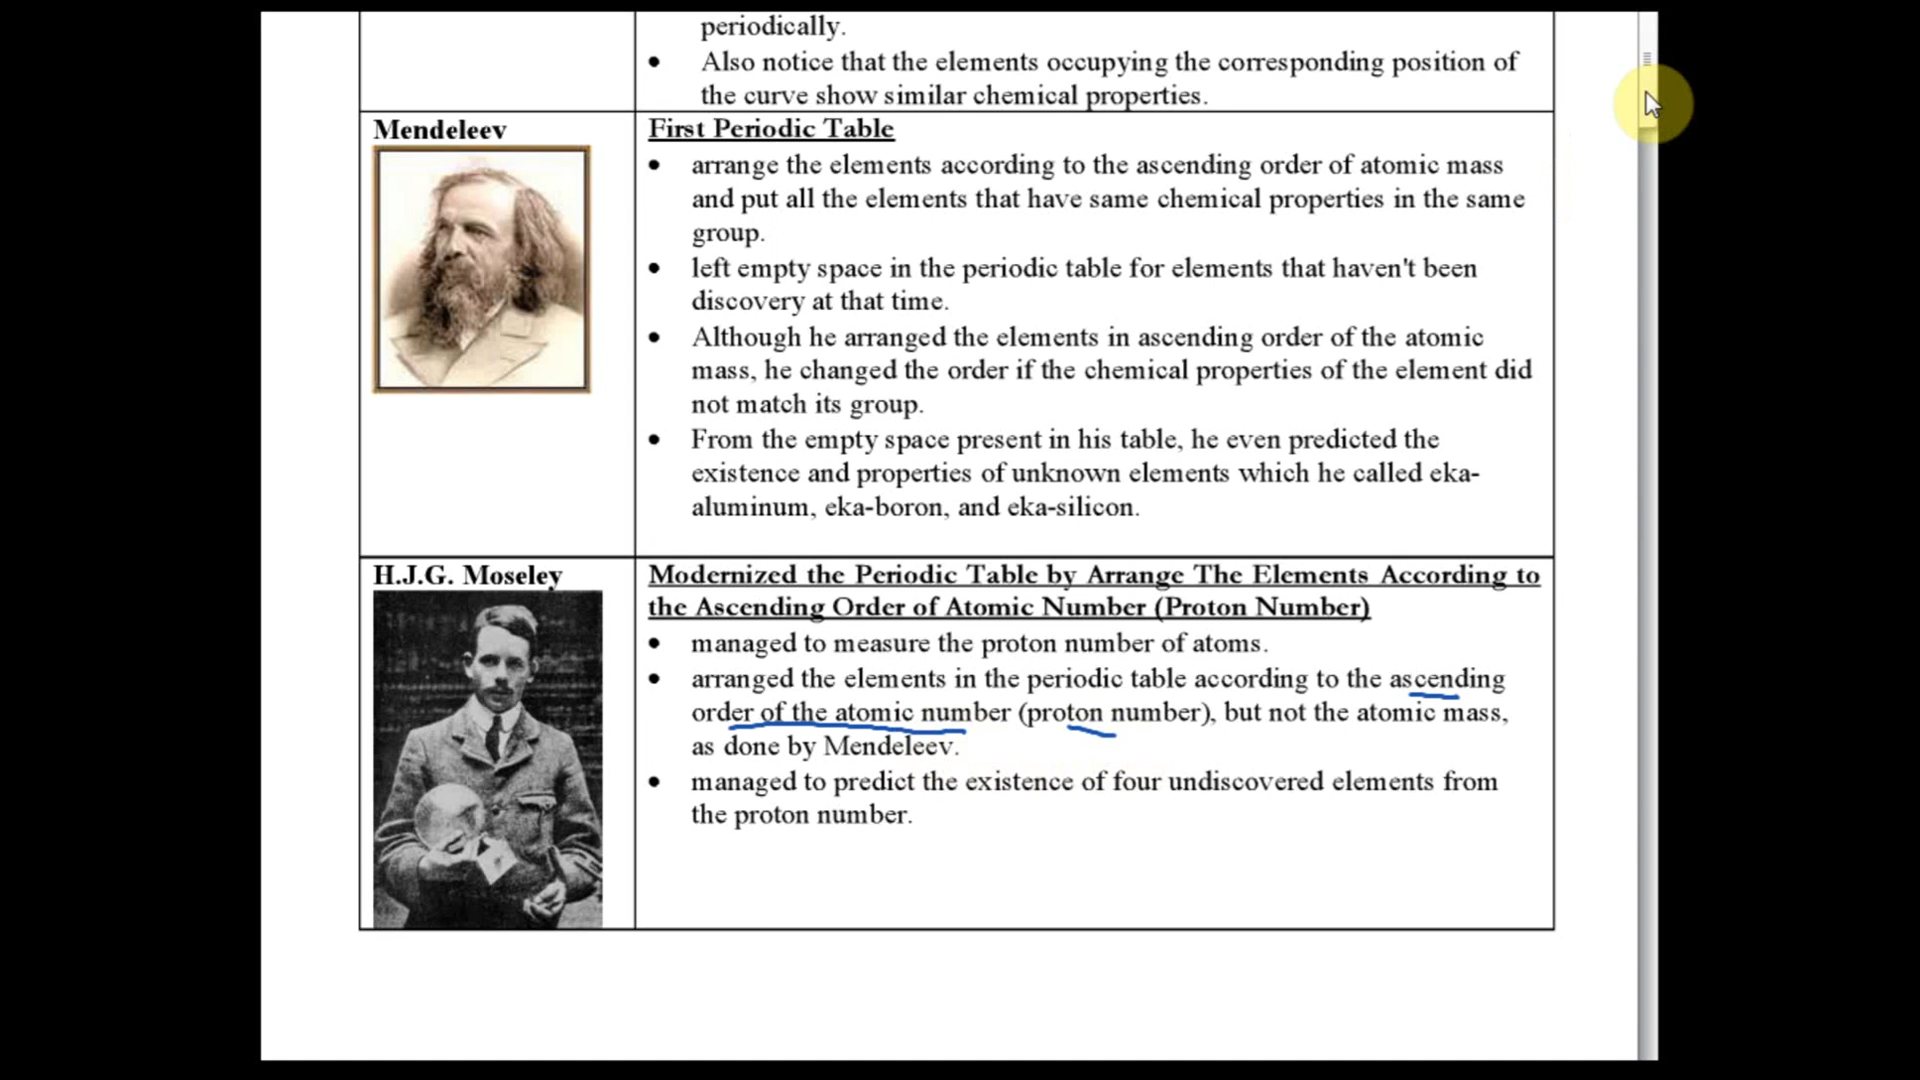 periodically.
• Also notice that the elements occupying the corresponding position of
the curve show similar chemical properties.
Mendeleev
First Periodic Table
• arrange the elements according to the ascending order of atomic mass
and put all the elements that have same chemical properties in the same
group.
• left empty space in the periodic table for elements that haven't been
discovery at that time.
• Although he arranged the elements in ascending order of the atomic
mass, he changed the order if the chemical properties of the element did
not match its group.
• From the empty space present in his table, he even predicted the
existence and properties of unknown elements which he called eka-
aluminum, eka-boron, and eka-silicon.
H.J.G. Moseley
Modernized the Periodic Table by Arrange The Elements According to
the Ascending Order of Atomic Number (Proton Number)
• managed to measure the proton number of atoms.
• arranged the elements in the periodic table according to the ascending
order of the atomic number (proton number), but not the atomic mass,
as done by Mendeleev.
• managed to predict the existence of four undiscovered elements from
the proton number.